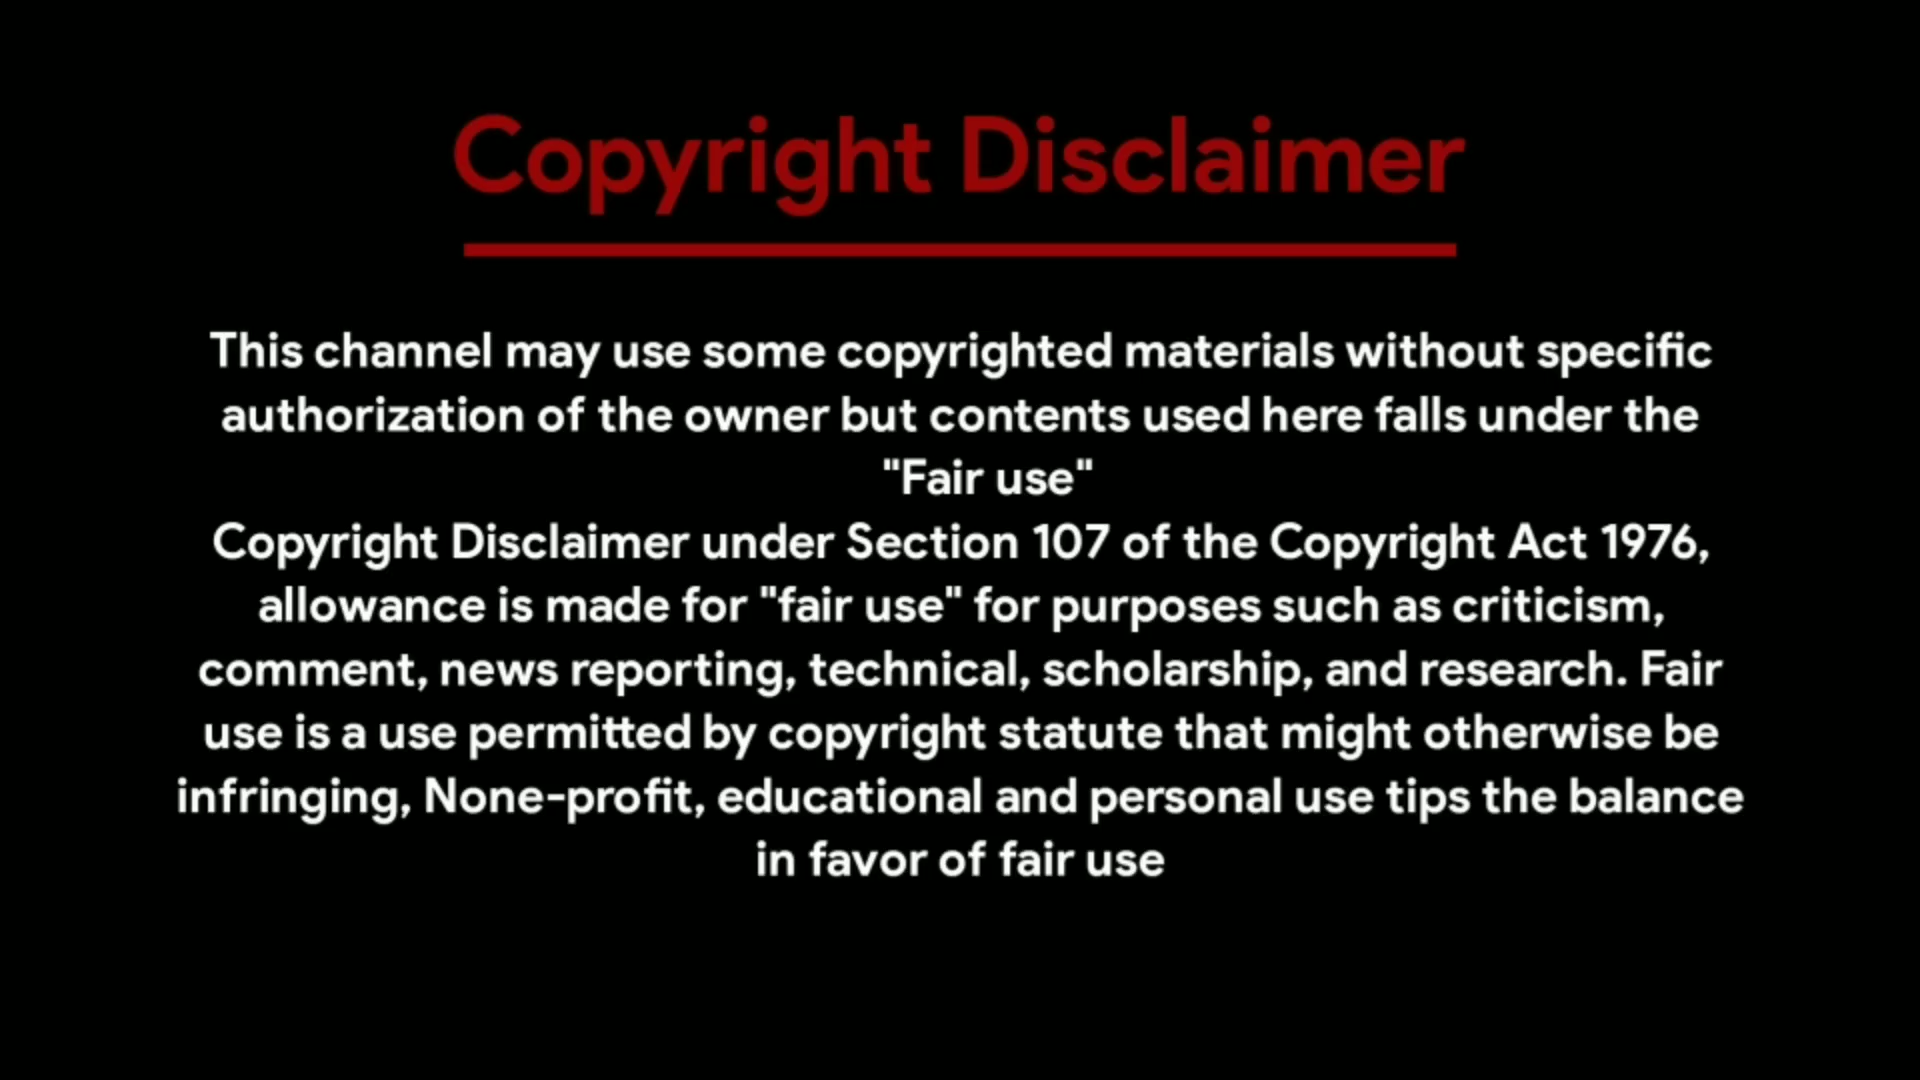 Copyright Disclaimer
This channel may use some copyrighted materials without specific
authorization of the owner but contents used here falls under the
"Fair use"
Copyright Disclaimer under Section 107 of the Copyright Act 1976,
allowance is made for "fair use" for purposes such as criticism,
comment, news reporting, technical, scholarship, and research. Fair
use is a use permitted by copyright statute that might otherwise be
infringing, None-profit, educational and personal use tips the balance
in favor of fair use